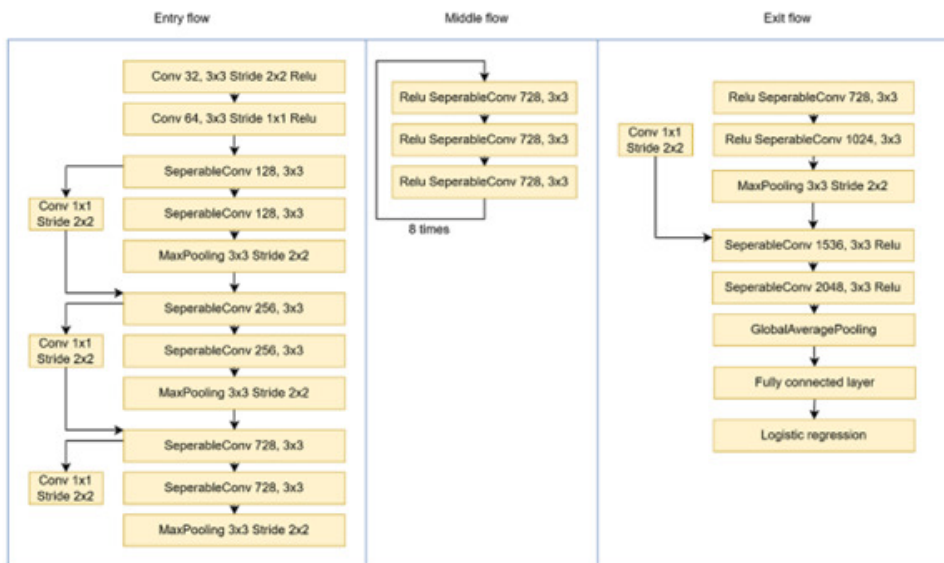 Entry flow
Conv 32, 3x3 Stride 2x2 Relu
Conv 64, 3x3 Stride 1x1 Relu
SeperableConv 128, 3x3
Conv 1x1
Stride 2x2
SeperableConv 128, 3x3
MaxPooling 3x3 Stride 2x2
SeperableConv 256, 3x3
Conv 1x1
Stride 2x2
SeperableConv 256, 3x3
MaxPooling 3x3 Stride 2x2
SeperableConv 728, 3x3
Conv 1x1
Stride 2x2
SeperableConv 728, 3x3
MaxPooling 3x3 Stride 2x2
Middle flow
Relu SeperableConv 728, 3x3
Relu SeperableConv 728, 3x3
Relu SeperableConv 728, 3x3
8 times
Exit flow
Relu SeperableConv 728, 3x3
Conv 1x1
Stride 2x2
Relu SeperableConv 1024, 3x3
MaxPooling 3x3 Stride 2x2
SeperableConv 1536, 3x3 Relu
SeperableConv 2048, 3x3 Relu
GlobalAveragePooling
Fully connected layer
Logistic regression